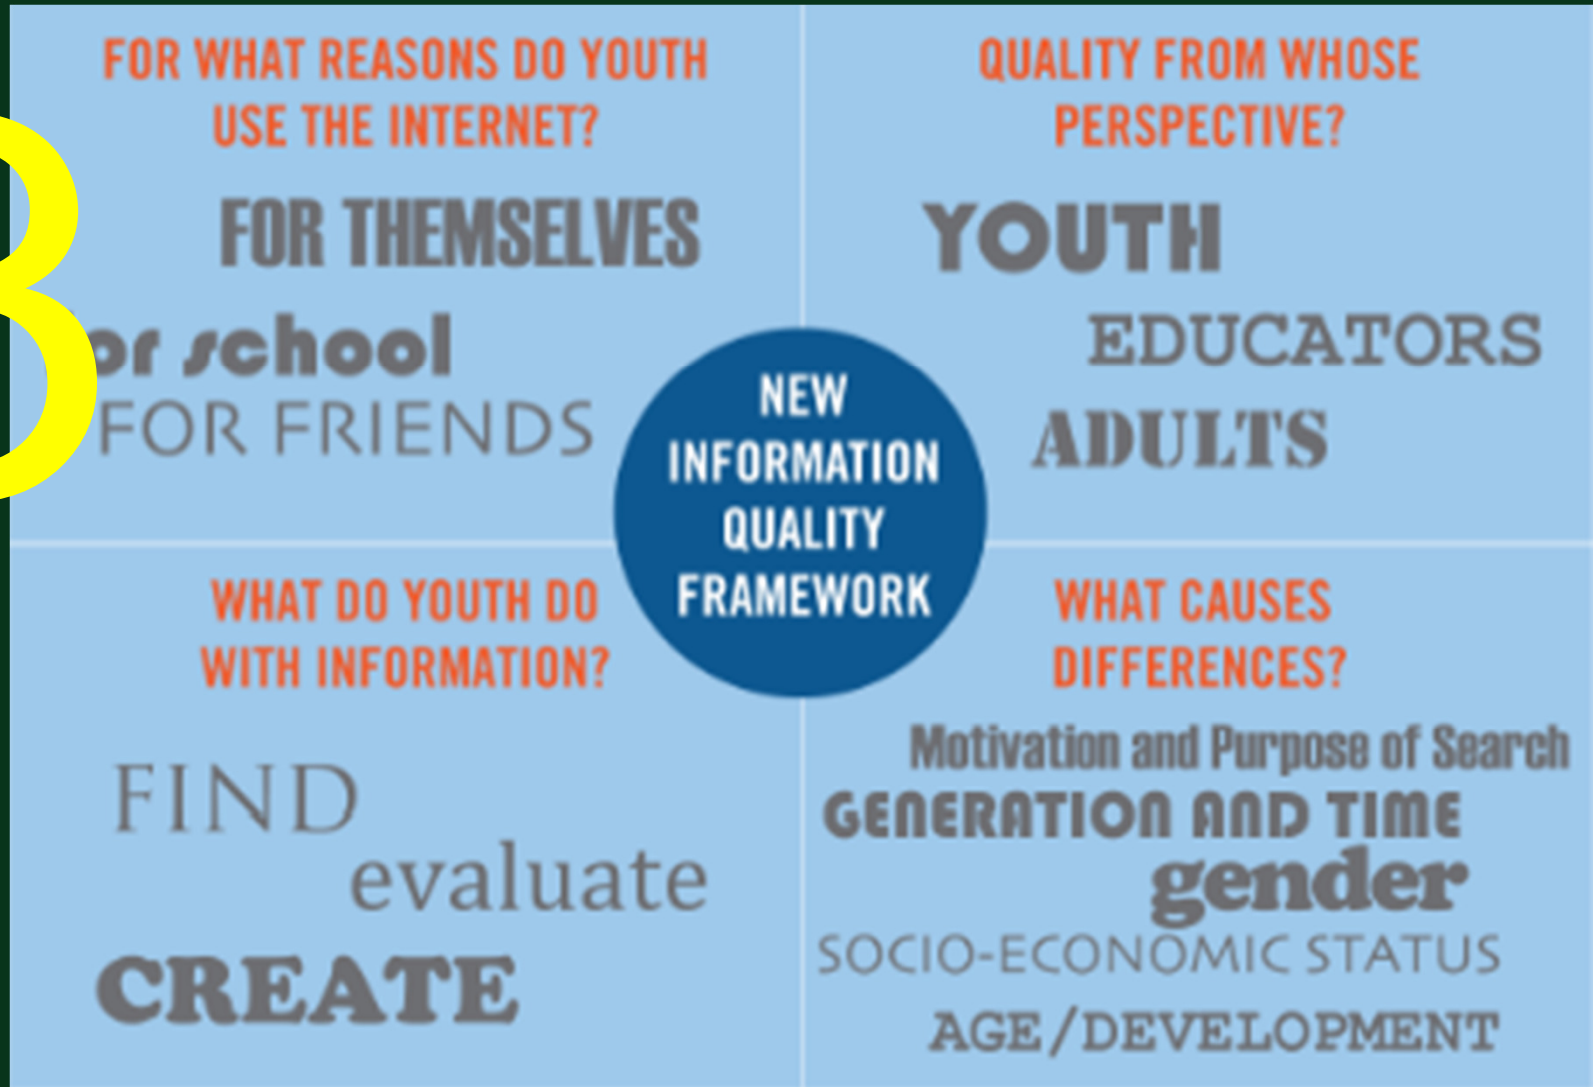 FOR WHAT REASONS DO YOUTH
USE THE INTERNET?
FOR THEMSELVES
or school
FOR FRIENDS
QUALITY FROM WHOSE
PERSPECTIVE?
YOUTH
EDUCATORS
ADULTS
NEW
INFORMATION
QUALITY
FRAMEWORK
WHAT DO YOUTH DO
WITH INFORMATION?
FIND
evaluate
CREATE
WHAT CAUSES
DIFFERENCES?
Motivation and Purpose of Search
GENERATION AND TIME
gender
SOCIO-ECONOMIC STATUS
AGE/DEVELOPMENT